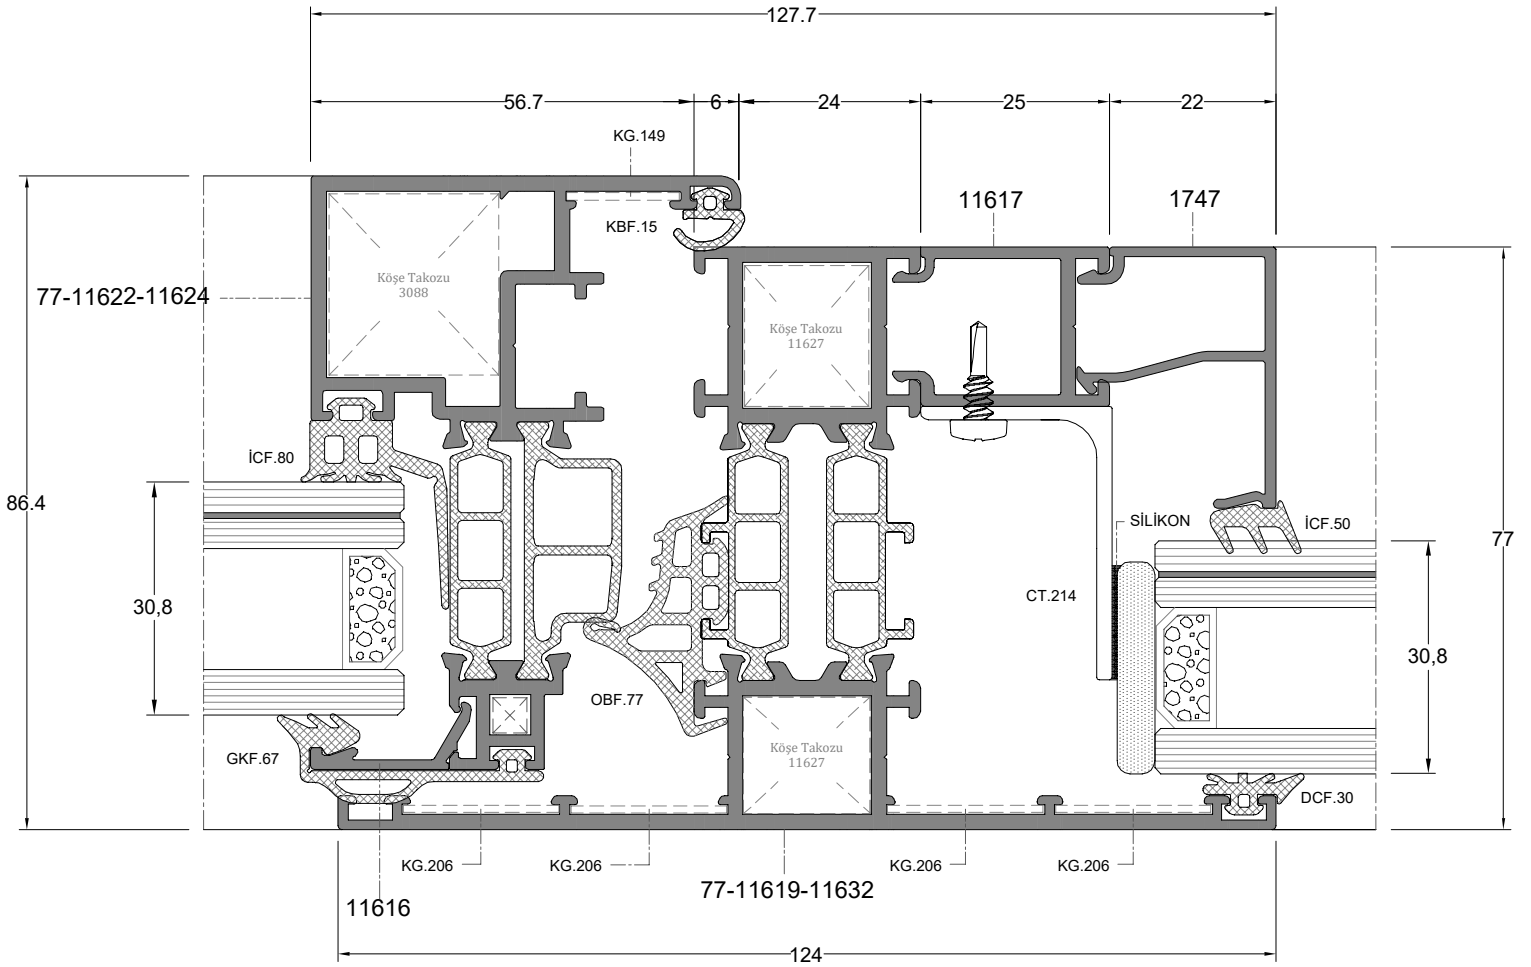 127.7
56.7
6
24
25
22
KG.149
KBF.15
11617
1747
Köşe Takozu
3088
77-11622-11624
Köşe Takozu
11627
İCF.80
86.4
SİLİKON
İCF.50
77
30,8
CT.214
30,8
OBF.77
GKF.67
Köşe Takozu
11627
DCF.30
KG.206
KG.206
KG.206
KG.206
77-11619-11632
11616
124